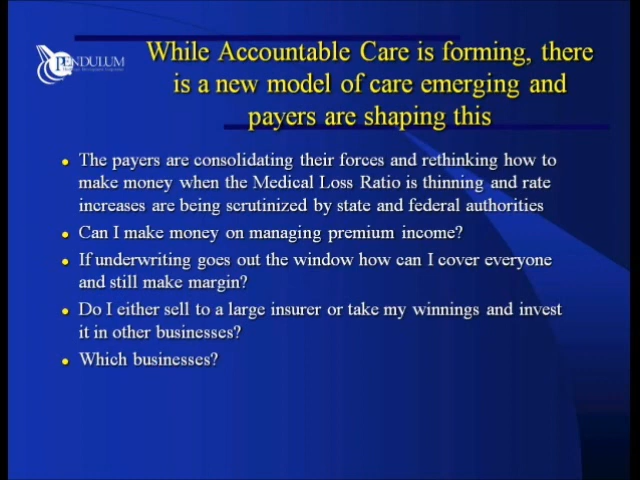 PENDULUM
While Accountable Care is forming, there
is a new model of care emerging and
payers are shaping this
The payers are consolidating their forces and rethinking how to
make money when the Medical Loss Ratio is thinning and rate
increases are being scrutinized by state and federal authorities
Can I make money on managing premium income?
If underwriting goes out the window how can I cover everyone
and still make margin?
Do I either sell to a large insurer or take my winnings and invest
it in other businesses?
Which businesses?